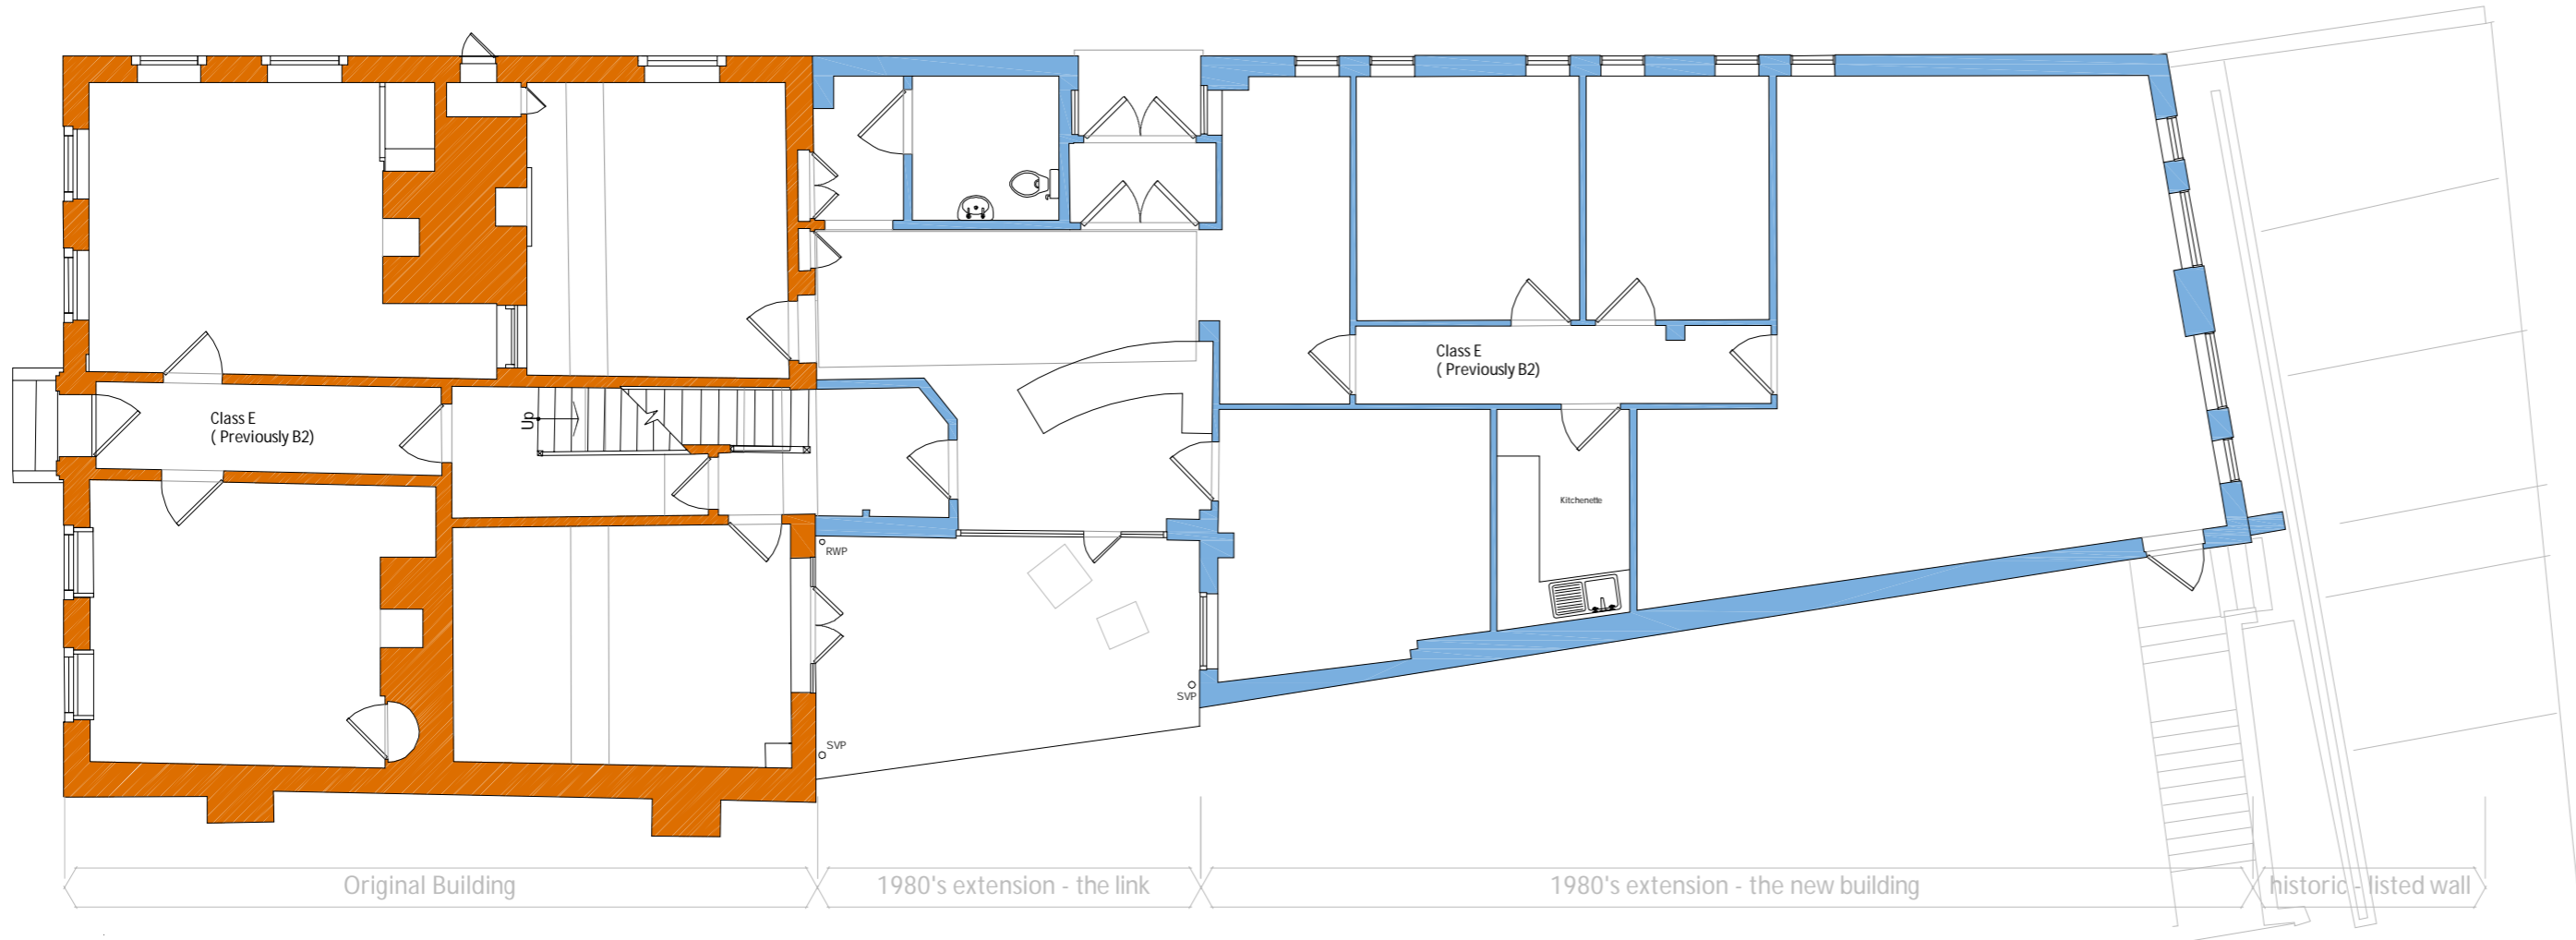 Class E
( Previously B2)
Up
Class E
( Previously B2)
Kitchenette
RWP
SVP
SVP
Original Building
1980's extension - the link
1980's extension - the new building
historic - listed wall